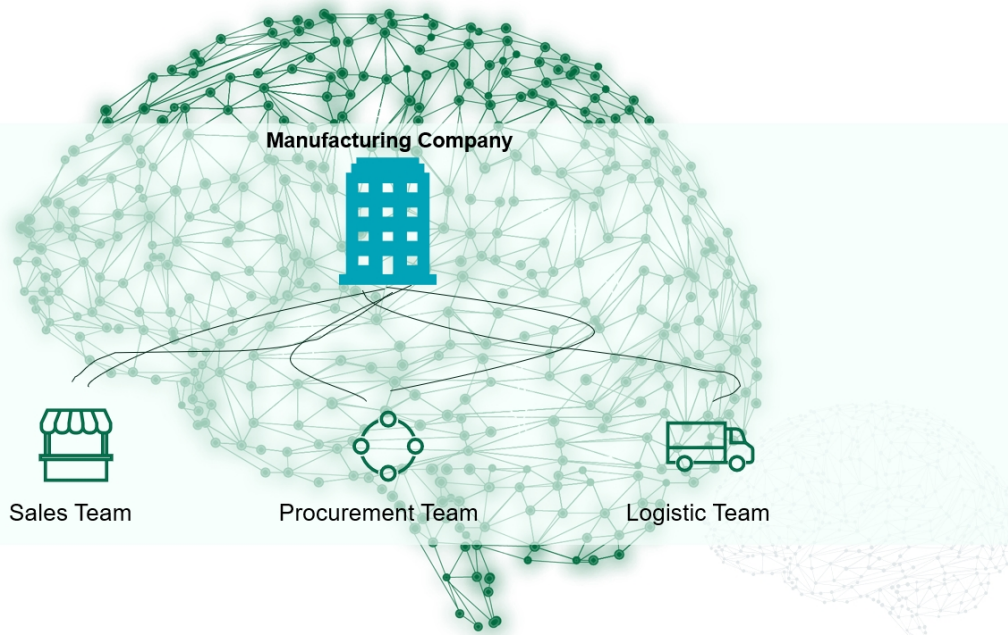 Manufacturing Company
Sales Team
Procurement Team
Logistic Team